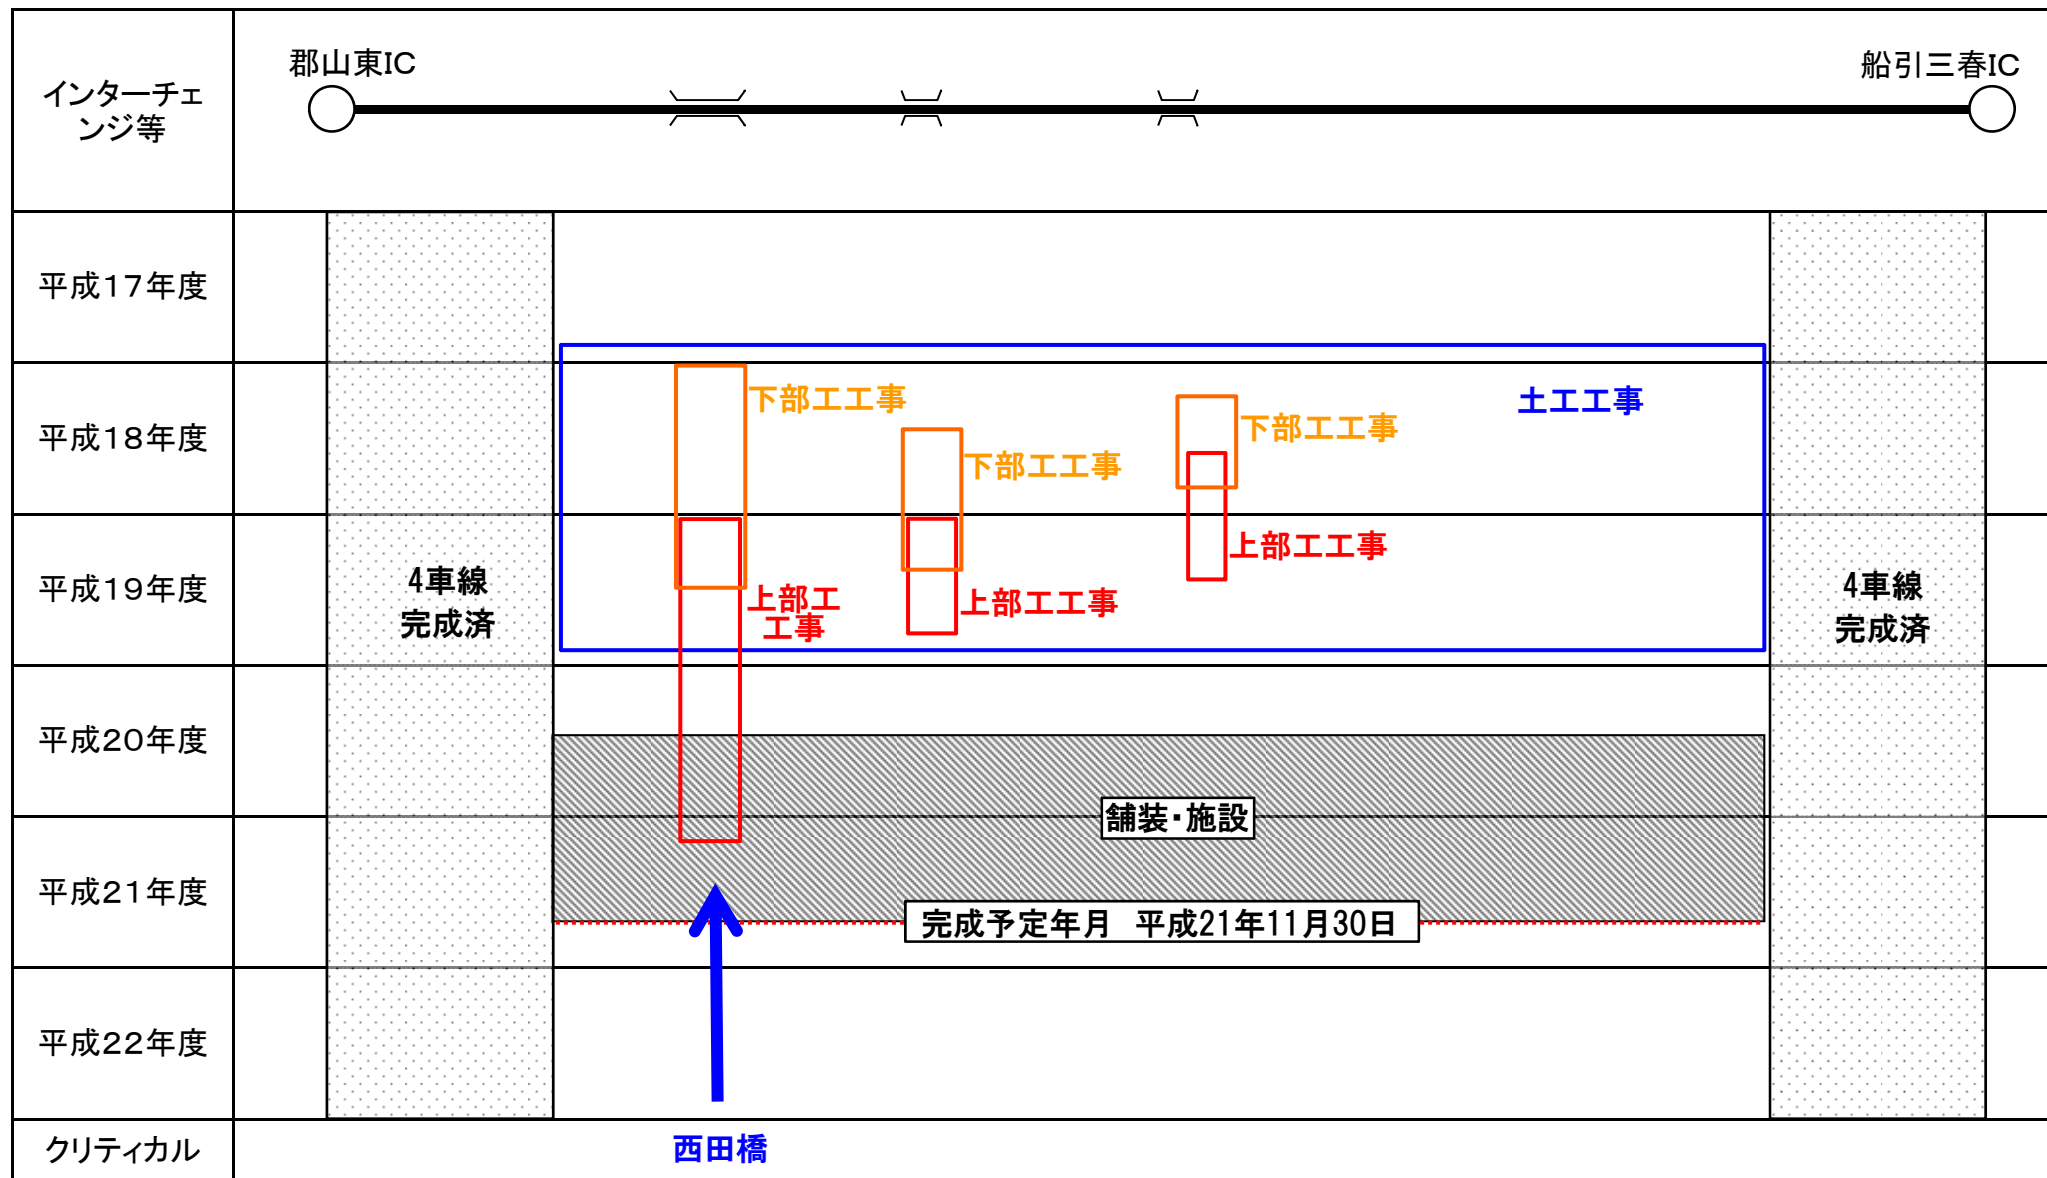 インターチェ
ンジ等
郡山東IC
船引三春IC
平成17年度
平成18年度
下部工工事
下部工工事
下部工工事
土工工事
平成19年度
4車線
完成済
上部工
工事
上部工工事
上部工工事
4車線
完成済
平成20年度
舗装・施設
平成21年度
完成予定年月　平成21年11月30日
平成22年度
クリティカル
西田橋